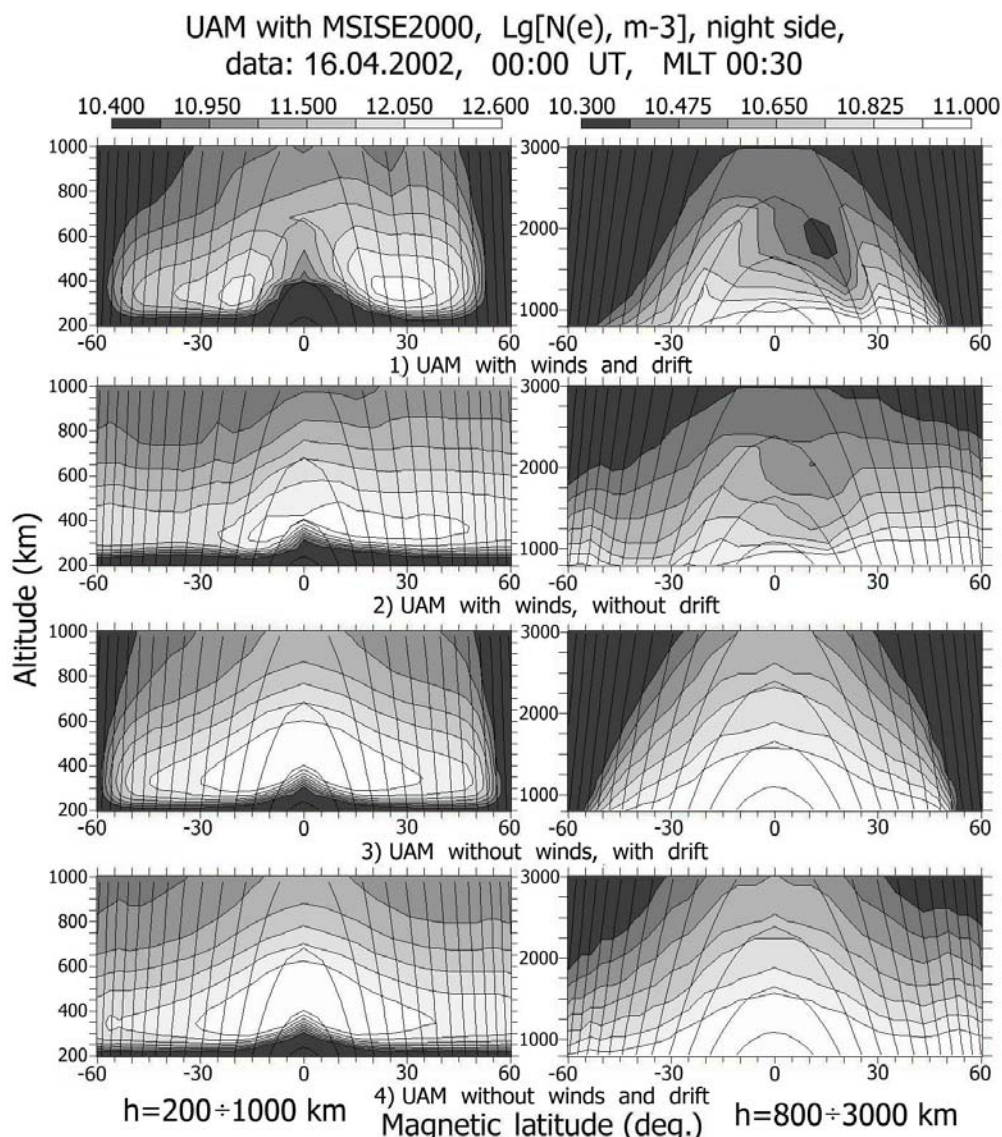 UAM with MSISE2000, Lg[N(e), m-3], night side,
data: 16.04.2002, 00:00 UT, MLT 00:30
10.400 10.950 11.500 12.050 12.600 10.300 10.475 10.650 10.825 11.000
1000 800 600 400 200 3000 2000 1000
-60 -30 0 30 60 -60 -30 0 30 60
1) UAM with winds and drift
1000 800 600 400 200 3000 2000 1000
-60 -30 0 30 60 -60 -30 0 30 60
2) UAM with winds, without drift
Altitude (km)
1000 800 600 400 200 3000 2000 1000
-60 -30 0 30 60 -60 -30 0 30 60
3) UAM without winds, with drift
1000 800 600 400 200 3000 2000 1000
-60 -30 0 30 60 -60 -30 0 30 60
4) UAM without winds and drift
h=200÷1000 km Magnetic latitude (deg.) h=800÷3000 km